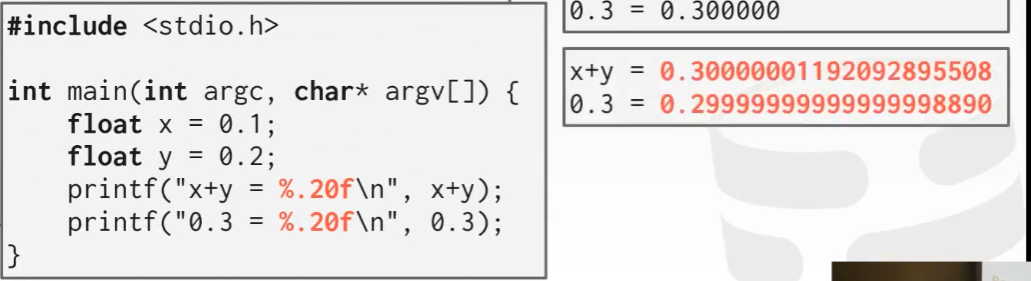 #include <stdio.h>
int main(int argc, char* argv[]) {
    float x = 0.1;
    float y = 0.2;
    printf("x+y = %.20f\n", x+y);
    printf("0.3 = %.20f\n", 0.3);
}
0.3 = 0.300000
x+y = 0.30000001192092895508
0.3 = 0.29999999999999998890